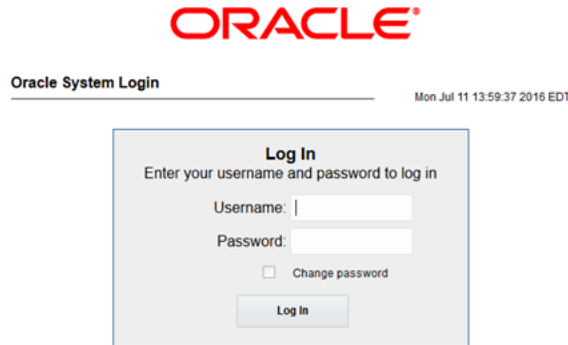 ORACLE®
Oracle System Login
Mon Jul 11 13:59:37 2016 EDT
Log In
Enter your username and password to log in
Username:
Password:
Change password
Log In